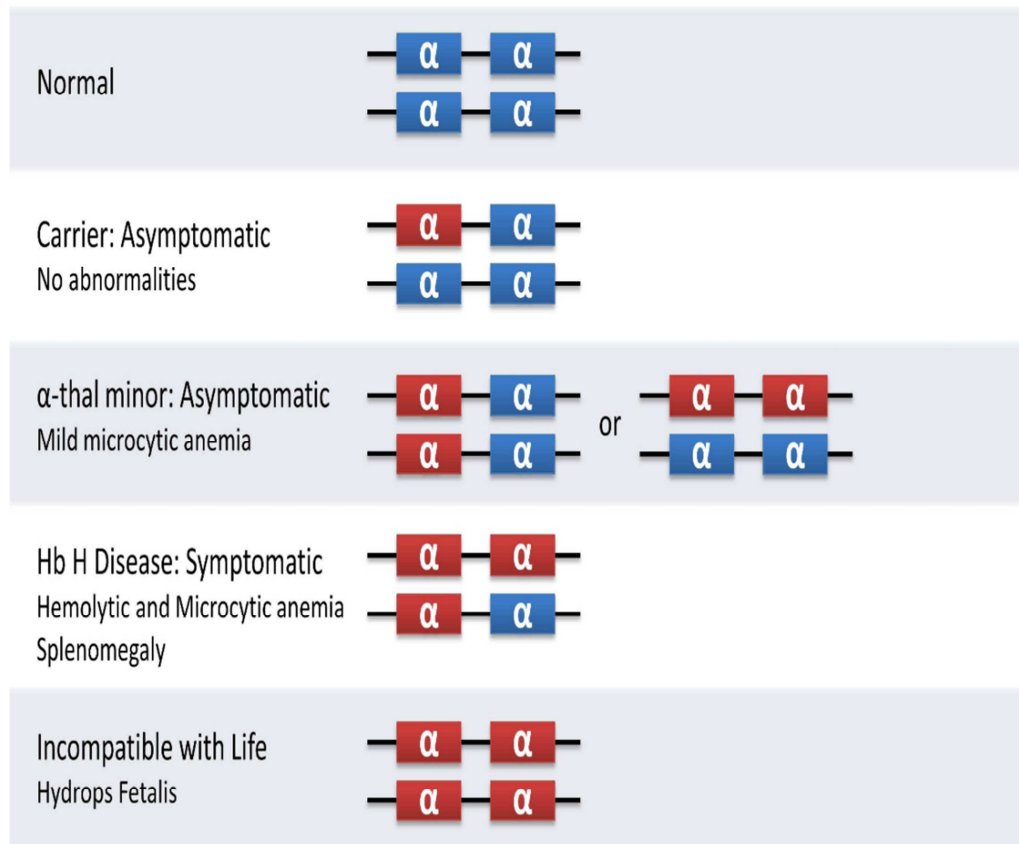 Normal
α α
α α
Carrier: Asymptomatic
No abnormalities
α α
α α
α-thal minor: Asymptomatic
Mild microcytic anemia
α α
α α
or
α α
α α
Hb H Disease: Symptomatic
Hemolytic and Microcytic anemia
Splenomegaly
α α
α α
Incompatible with Life
Hydrops Fetalis
α α
α α